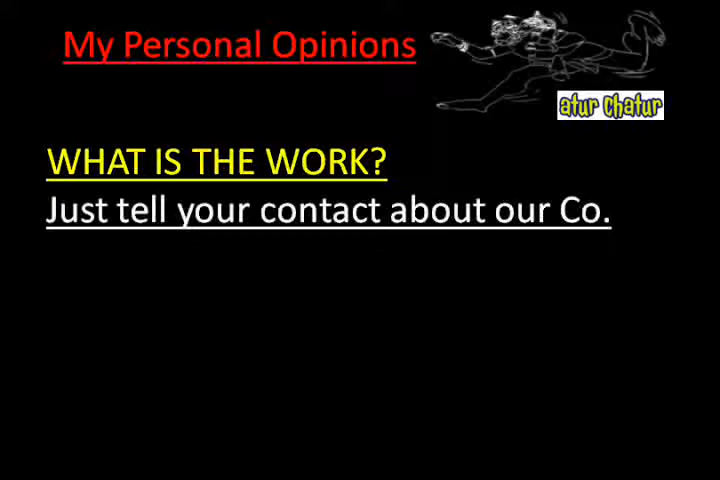 My Personal Opinions
atur chatur
WHAT IS THE WORK?
Just tell your contact about our Co.